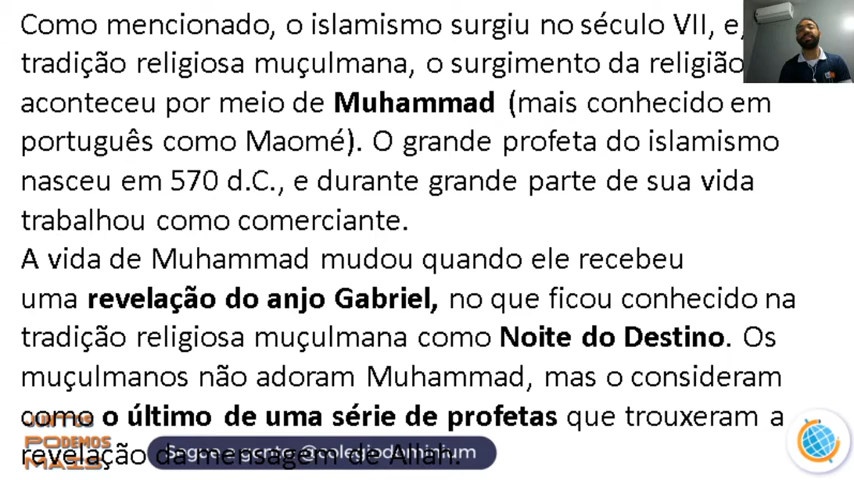 Como mencionado, o islamismo surgiu no século VII, e,
tradição religiosa muçulmana, o surgimento da religião
aconteceu por meio de Muhammad (mais conhecido em
português como Maomé). O grande profeta do islamismo
nasceu em 570 d.C., e durante grande parte de sua vida
trabalhou como comerciante.
A vida de Muhammad mudou quando ele recebeu
uma revelação do anjo Gabriel, no que ficou conhecido na
tradição religiosa muçulmana como Noite do Destino. Os
muçulmanos não adoram Muhammad, mas o consideram
como o último de uma série de profetas que trouxeram a
revelação da mensagem de Allah.
JUNTOS
PODEMOS
MAIS
Segue a gente: @colegiodominium